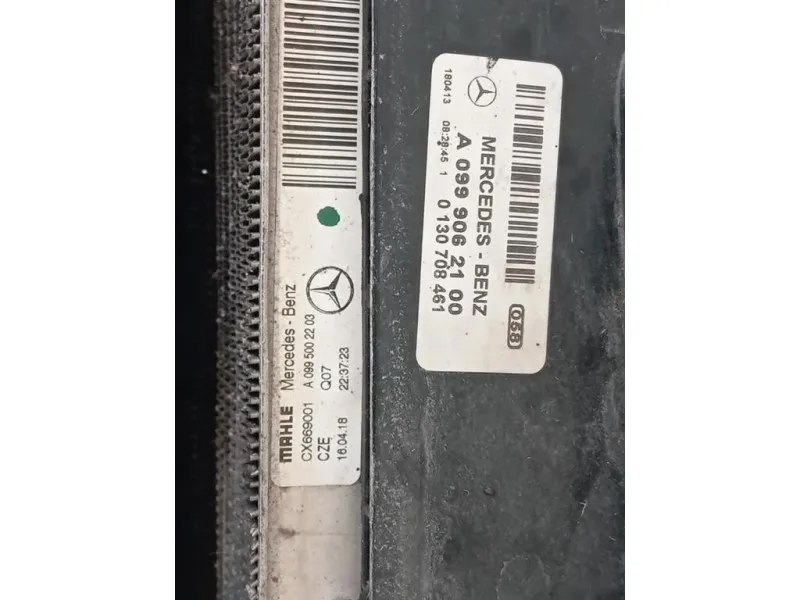 MAHLE Mercedes - Benz
CX669001 A 099 500 22 03
CZE Q07
16.04.18 22:37:23
MERCEDES - BENZ
A 099 906 21 00
0 130 708 461
180413 08:28:45 1
068